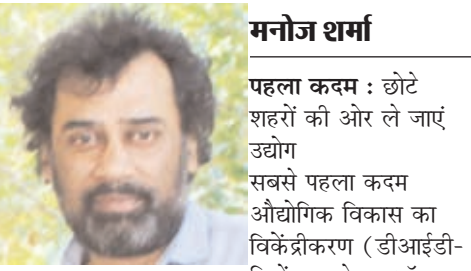 मनोज शर्मा
पहला कदम : छोटे
शहरों की ओर ले जाएं
उद्योग
सबसे पहला कदम
औद्योगिक विकास का
विकेंद्रीकरण (डीआईडी-